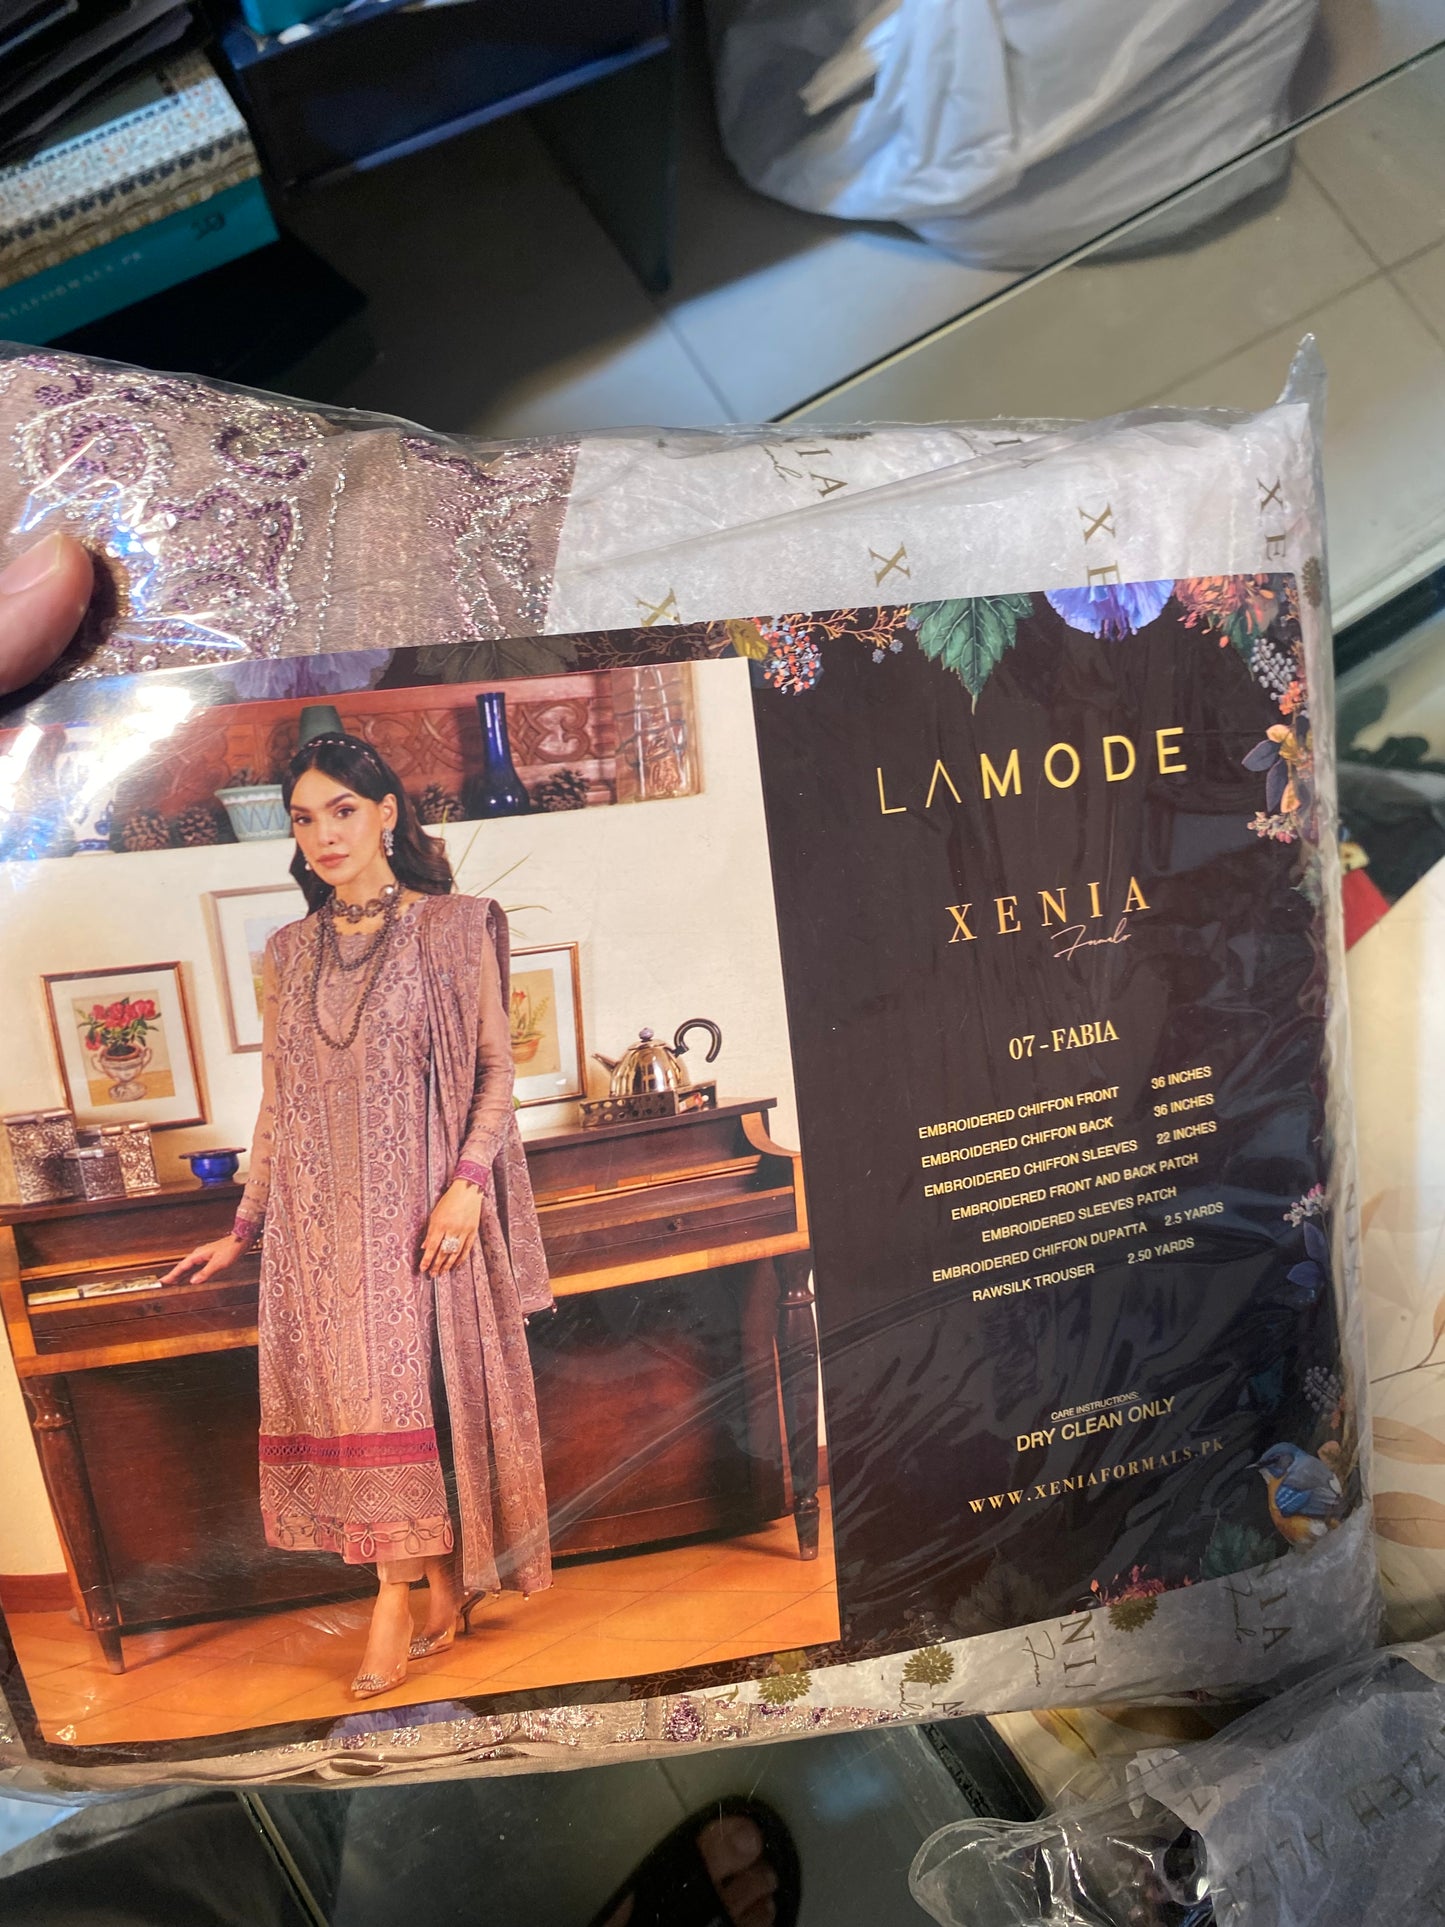 XENIA
LAMODE
XENIA
Formals
07 - FABIA
EMBROIDERED CHIFFON FRONT 36 INCHES
EMBROIDERED CHIFFON BACK 36 INCHES
EMBROIDERED CHIFFON SLEEVES 22 INCHES
EMBROIDERED FRONT AND BACK PATCH
EMBROIDERED SLEEVES PATCH
EMBROIDERED CHIFFON DUPATTA 2.5 YARDS
RAWSILK TROUSER 2.50 YARDS
CARE INSTRUCTIONS:
DRY CLEAN ONLY
WWW.XENIAFORMALS.PK